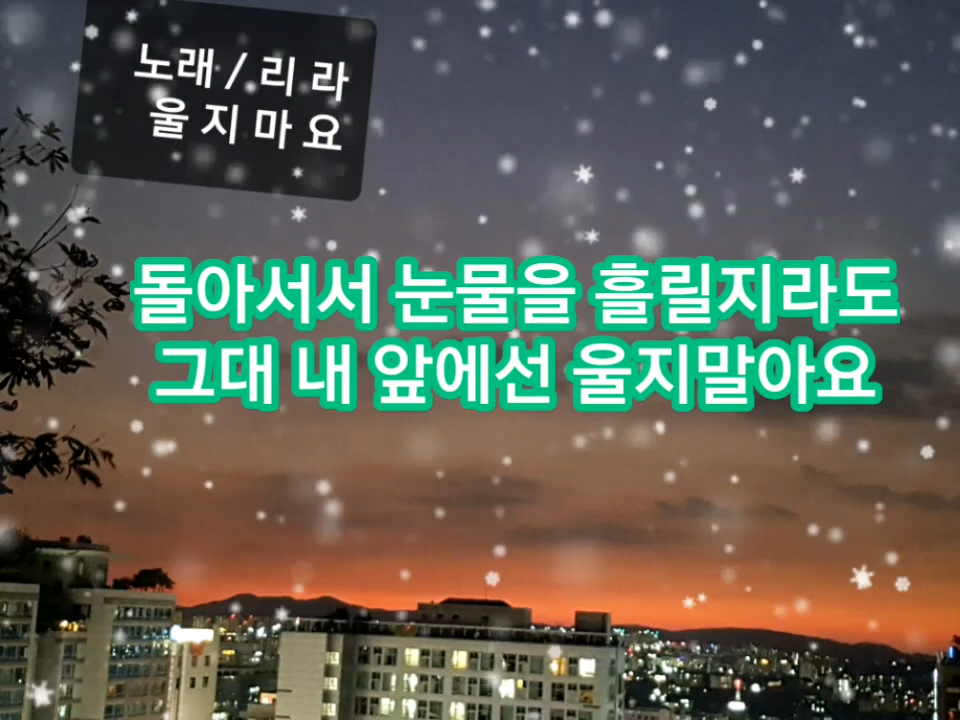 노래 / 리 라
울 지 마 요
돌아서서 눈물을 흘릴지라도
그대 내 앞에선 울지말아요